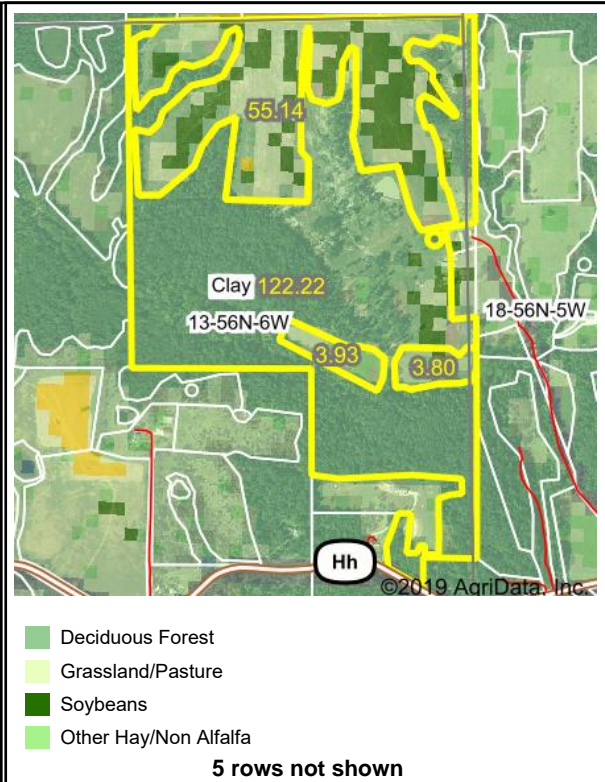 55.14
Clay 122.22
13-56N-6W
18-56N-5W
3.93
3.80
Hh
©2019 AgriData, Inc.
Deciduous Forest
Grassland/Pasture
Soybeans
Other Hay/Non Alfalfa
5 rows not shown